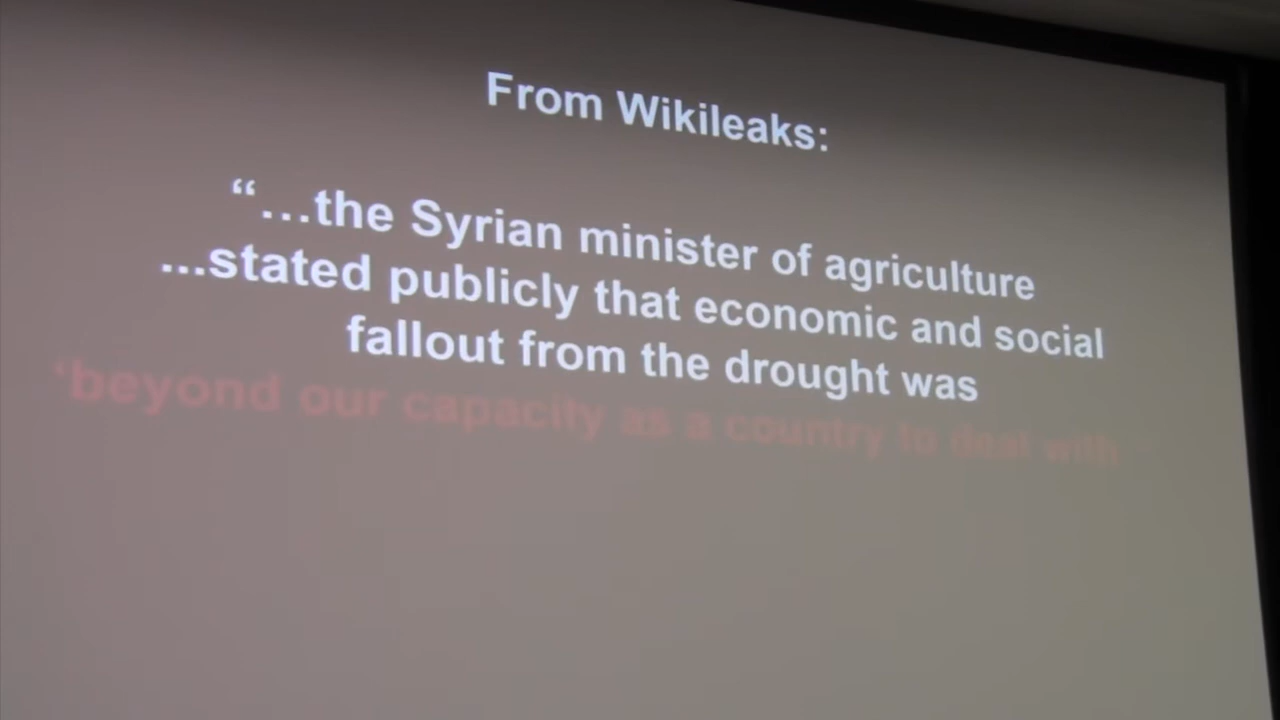 From Wikileaks:
“...the Syrian minister of agriculture
...stated publicly that economic and social
fallout from the drought was
‘beyond our capacity as a country to deal with